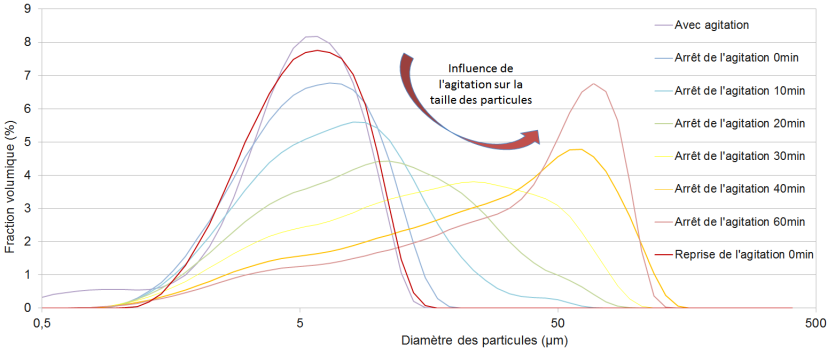 9
8
7
6
5
4
3
2
1
0
Fraction volumique (%)
0,5
5
50
500
Diamètre des particules (µm)
Influence de
l'agitation sur la
taille des particules
Avec agitation
Arrêt de l'agitation 0min
Arrêt de l'agitation 10min
Arrêt de l'agitation 20min
Arrêt de l'agitation 30min
Arrêt de l'agitation 40min
Arrêt de l'agitation 60min
Reprise de l'agitation 0min